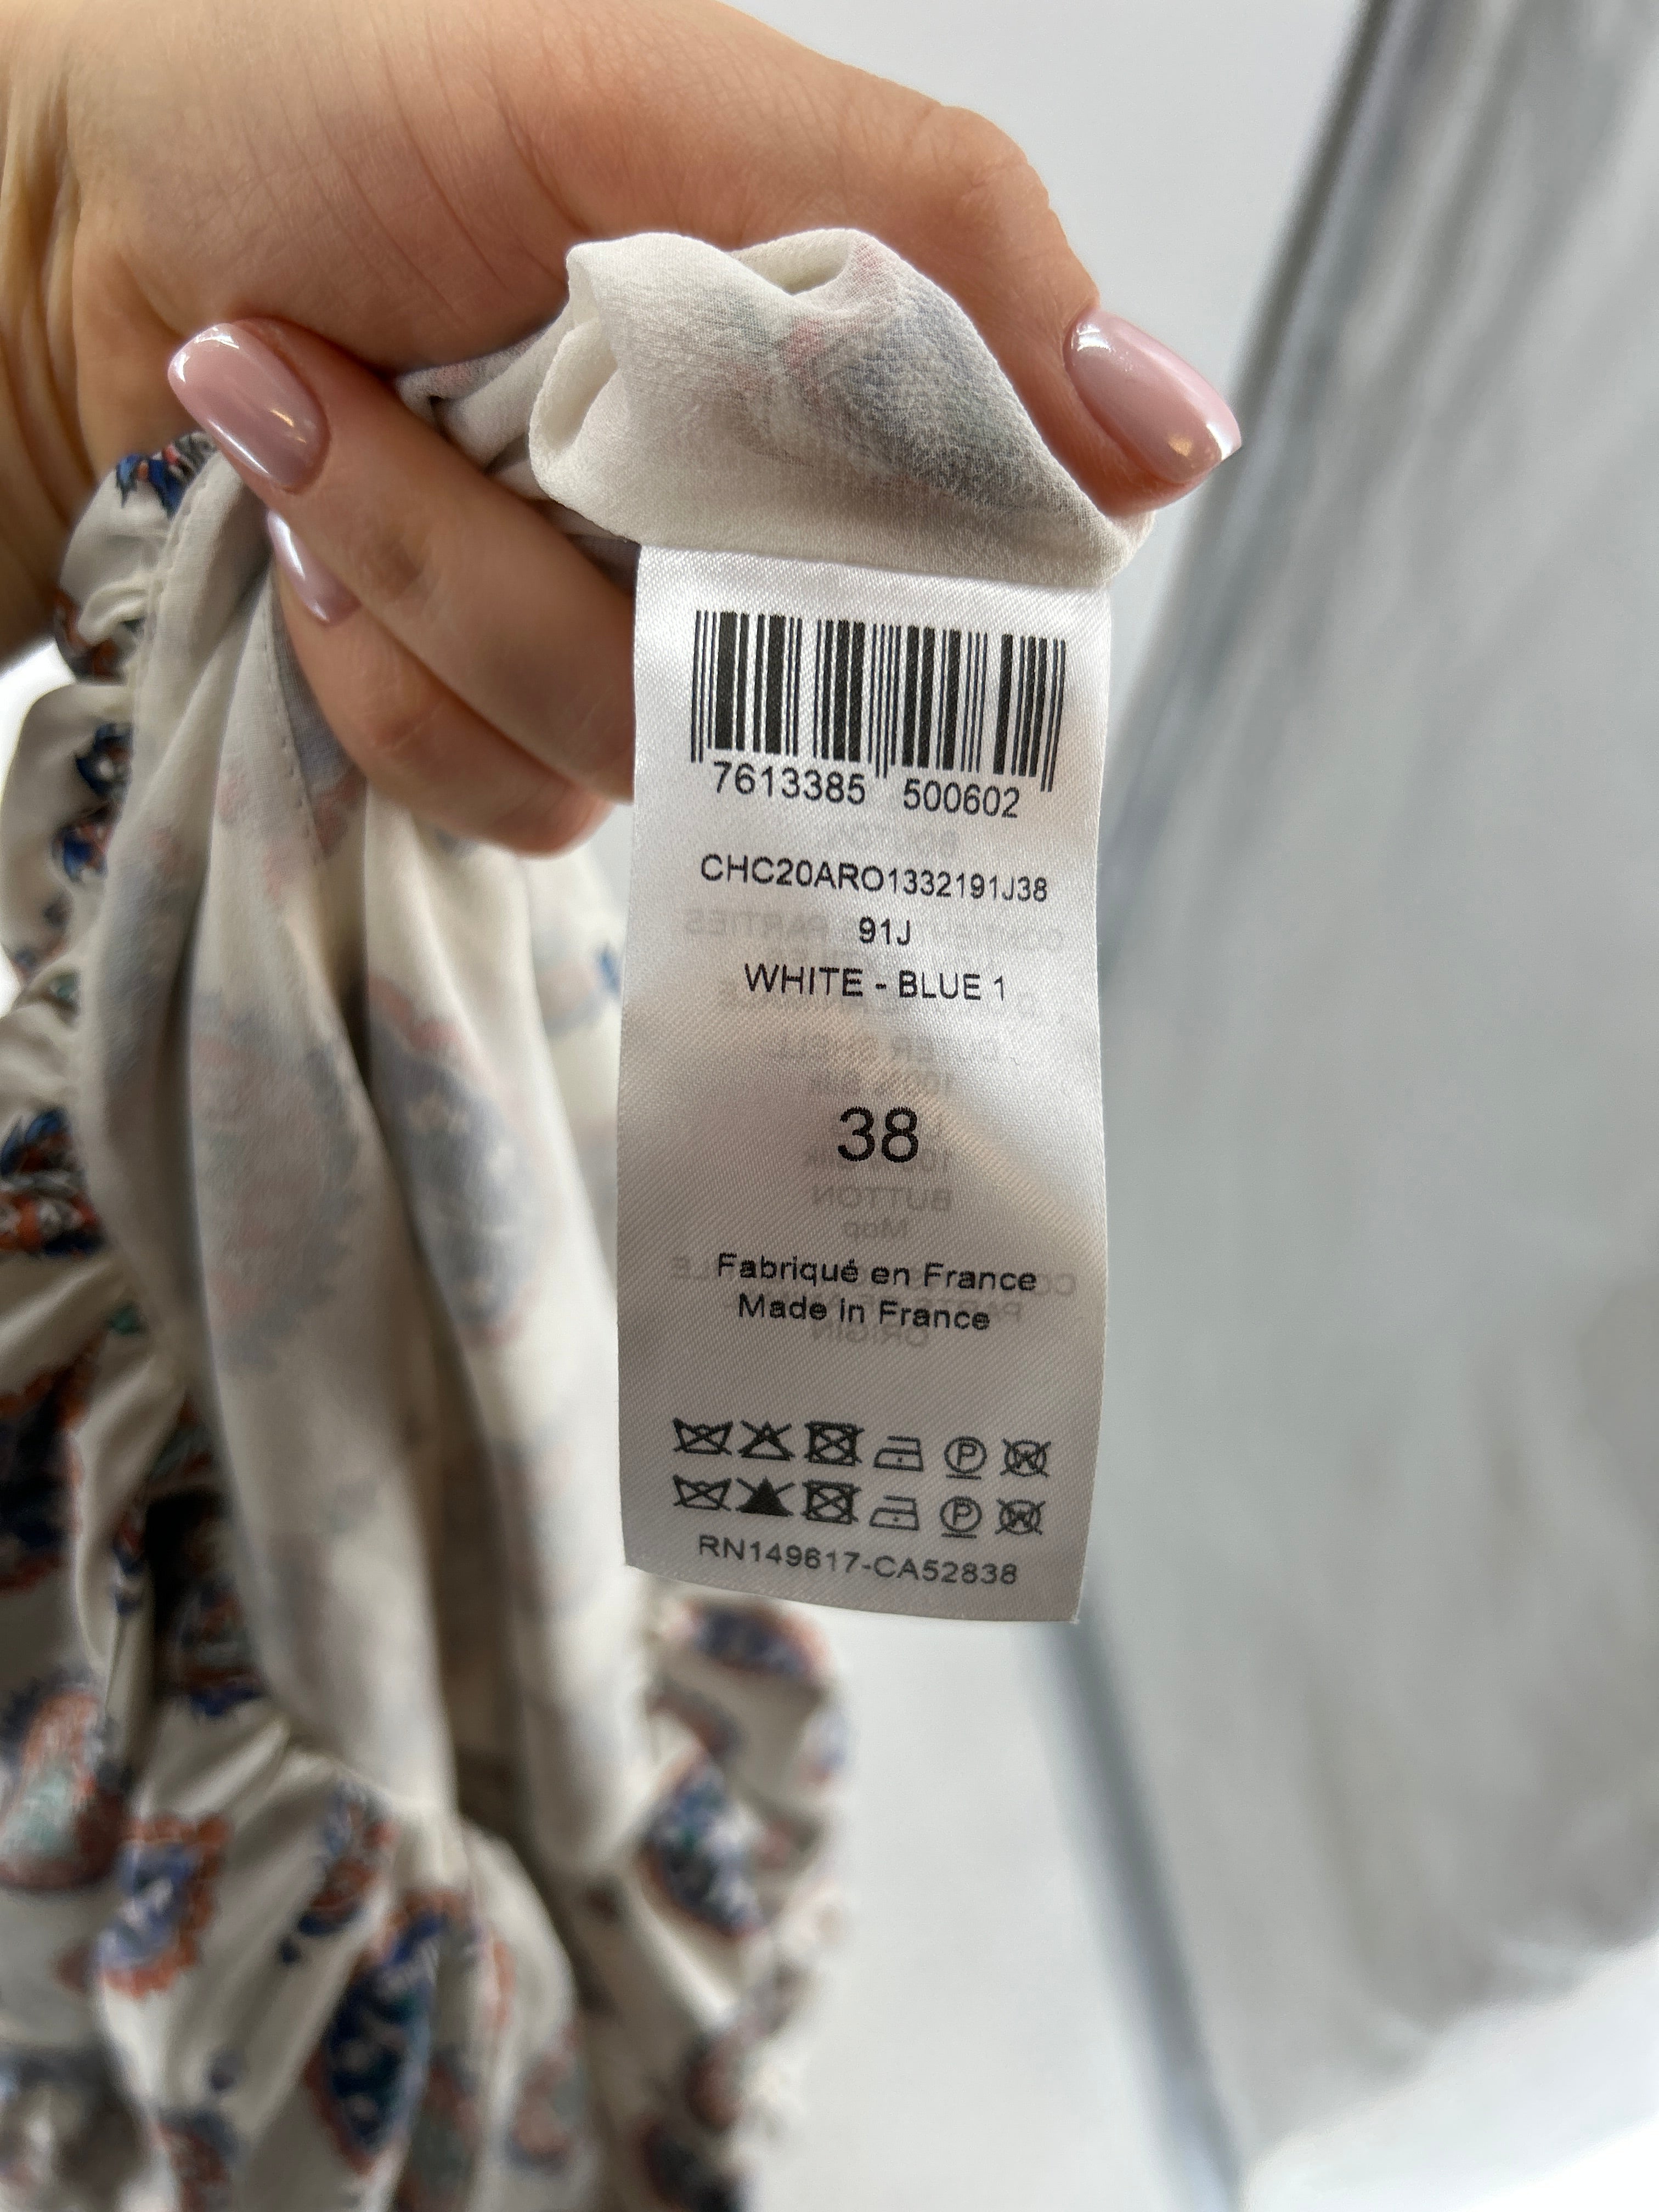 7613385 500602
CHC20ARO1332191J38
91J
WHITE - BLUE 1
38
Fabriqué en France
Made in France
RN149617-CA52838